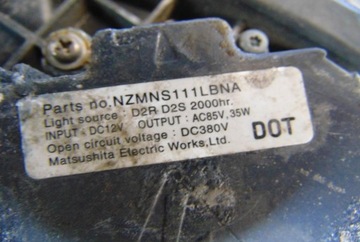 Parts no.NZMNS111LBNA
Light source : D2R D2S 2000hr.
INPUT : DC12V OUTPUT : AC85V,35W
Open circuit voltage : DC380V
Matsushita Electric Works,Ltd.
DOT